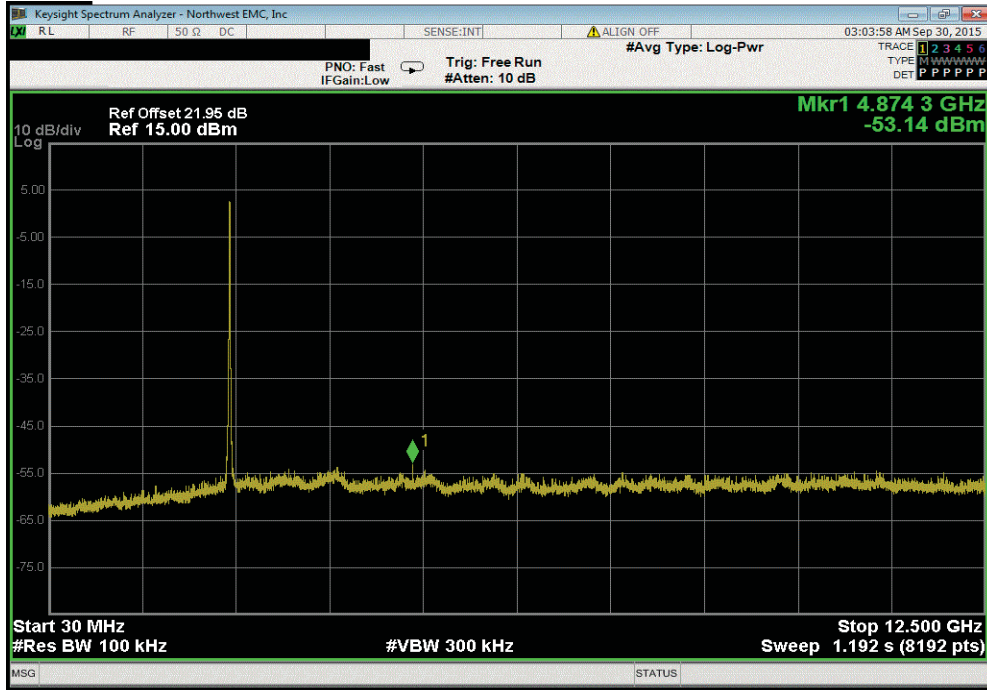 Keysight Spectrum Analyzer - Northwest EMC, Inc
LXI RL RF 50 Ω DC SENSE:INT ALIGN OFF 03:03:58 AM Sep 30, 2015
#Avg Type: Log-Pwr
TRACE 1 2 3 4 5 6
TYPE M WWWWW
DET P P P P P P
PNO: Fast
IFGain:Low
Trig: Free Run
#Atten: 10 dB
Mkr1 4.874 3 GHz
-53.14 dBm
Ref Offset 21.95 dB
10 dB/div Ref 15.00 dBm
Log
5.00
-5.00
-15.0
-25.0
-35.0
-45.0
1
-55.0
-65.0
-75.0
Start 30 MHz Stop 12.500 GHz
#Res BW 100 kHz #VBW 300 kHz Sweep 1.192 s (8192 pts)
MSG STATUS